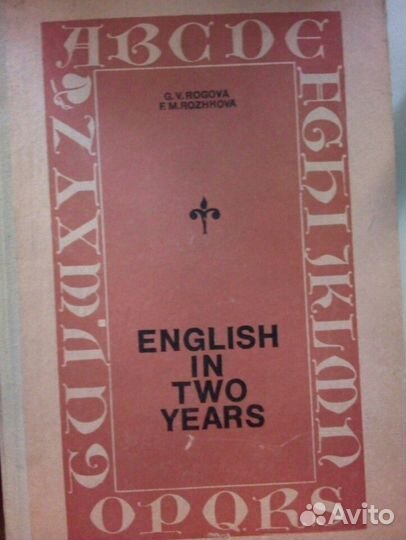 ABCDE
FGHIJKLMN
OPQRS
TUVWXYZ
G.V. ROGOVA
F.M. ROZHKOVA
ENGLISH
IN
TWO
YEARS
Avito